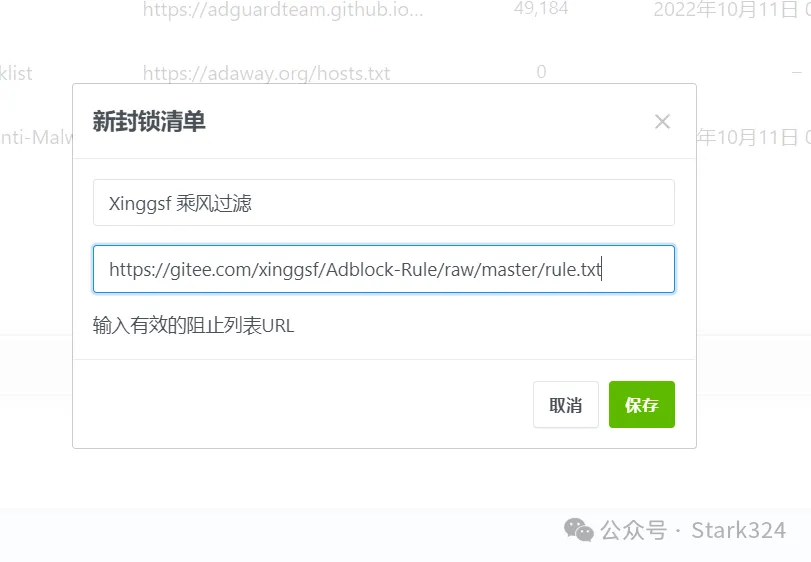 https://adguardteam.github.io... 49,184 2022年10月11日
klist https://adaway.org/hosts.txt 0 –
新封锁清单 ×
nti-Malw 年10月11日
Xinggsf 乘风过滤
https://gitee.com/xinggsf/Adblock-Rule/raw/master/rule.txt
输入有效的阻止列表URL
取消 保存
公众号 · Stark324